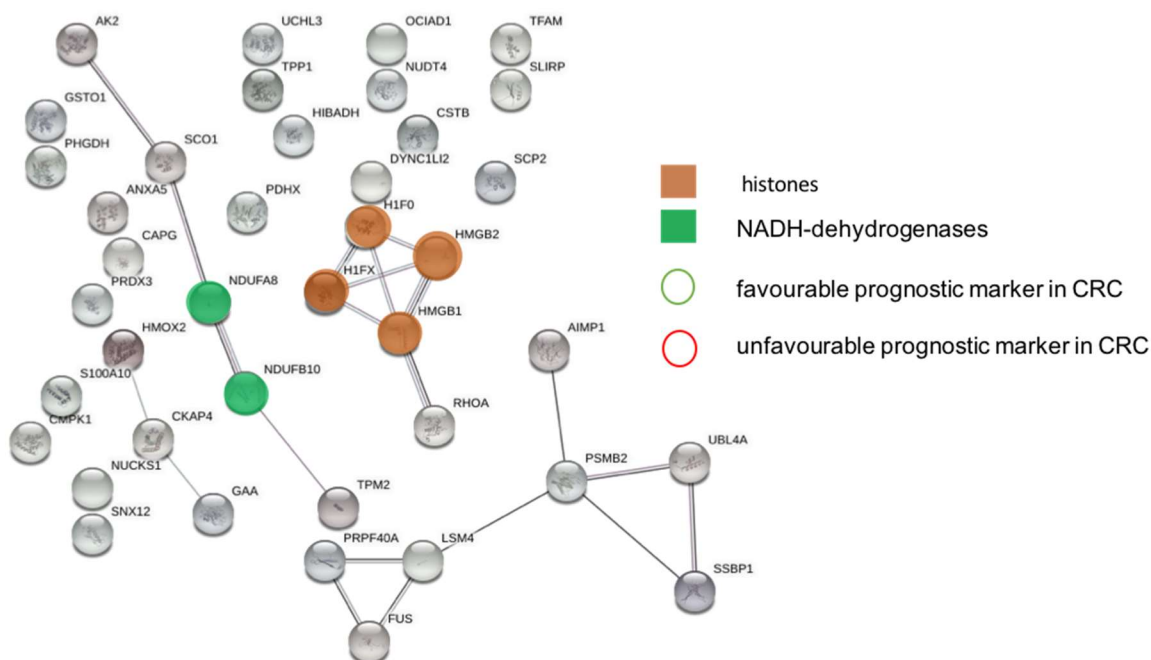 AK2
UCHL3
OCIAD1
TFAM
TPP1
NUDT4
SLIRP
GSTO1
HIBADH
CSTB
PHGDH
SCO1
DYNC1LI2
SCP2
ANXA5
PDHX
H1F0
CAPG
HMGB2
PRDX3
NDUFA8
H1FX
HMGB1
HMOX2
AIMP1
S100A10
NDUFB10
CMPK1
CKAP4
RHOA
UBL4A
NUCKS1
PSMB2
GAA
TPM2
SNX12
PRPF40A
LSM4
SSBP1
FUS
histones
NADH-dehydrogenases
favourable prognostic marker in CRC
unfavourable prognostic marker in CRC